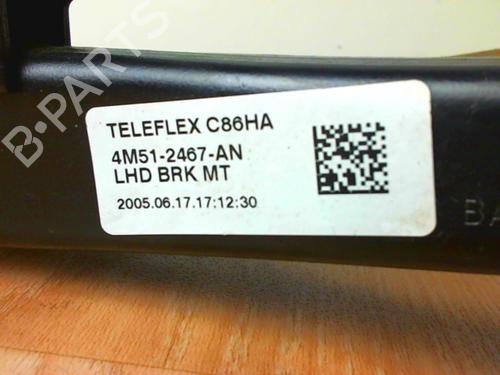 B-PARTS
TELEFLEX C86HA
4M51-2467-AN
LHD BRK MT
2005.06.17.17:12:30